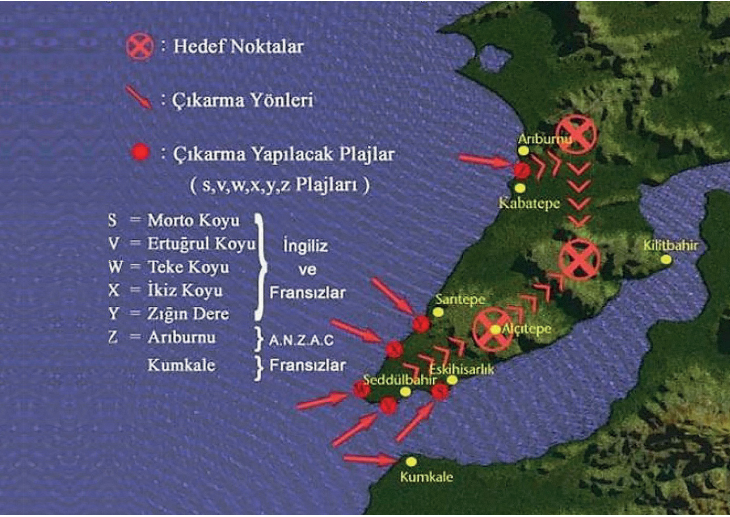 : Hedef Noktalar
: Çıkarma Yönleri
: Çıkarma Yapılacak Plajlar
( s,v,w,x,y,z Plajları )
S = Morto Koyu
V = Ertuğrul Koyu
W = Teke Koyu
X = İkiz Koyu
Y = Zığın Dere
İngiliz
ve
Fransızlar
Z = Arıburnu
A.N.Z.A.C
Kumkale
Fransızlar
Arıburnu
Kabatepe
Kilitbahir
Sarıtepe
Alçıtepe
Eskihisarlık
Seddülbahir
Kumkale